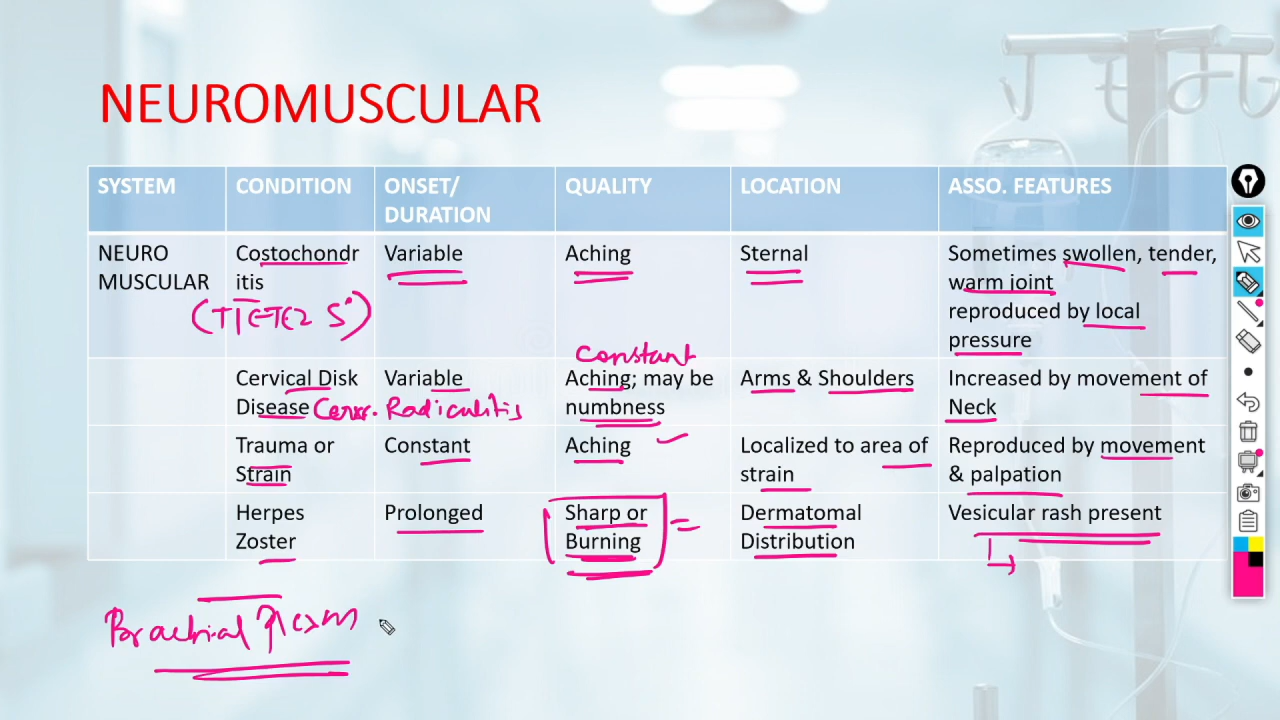 NEUROMUSCULAR
SYSTEM CONDITION ONSET/ QUALITY LOCATION ASSO. FEATURES
DURATION
NEURO Costochondr Variable Aching Sternal Sometimes swollen, tender,
MUSCULAR itis warm joint
reproduced by local
pressure
constant
Cervical Disk Variable Aching; may be Arms & Shoulders Increased by movement of
Disease Cerv. Radiculitis numbness Neck
Trauma or Constant Aching Localized to area of Reproduced by movement
Strain strain & palpation
Herpes Prolonged Sharp or Dermatomal Vesicular rash present
Zoster Burning Distribution
Brachial